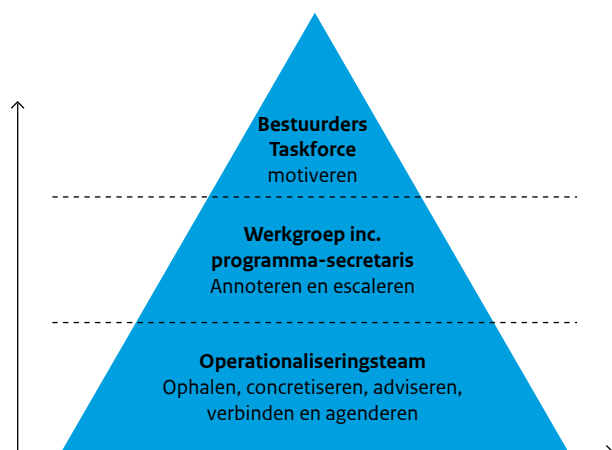 Bestuurders
Taskforce
motiveren
Werkgroep inc.
programma-secretaris
Annoteren en escaleren
Operationaliseringsteam
Ophalen, concretiseren, adviseren,
verbinden en agenderen